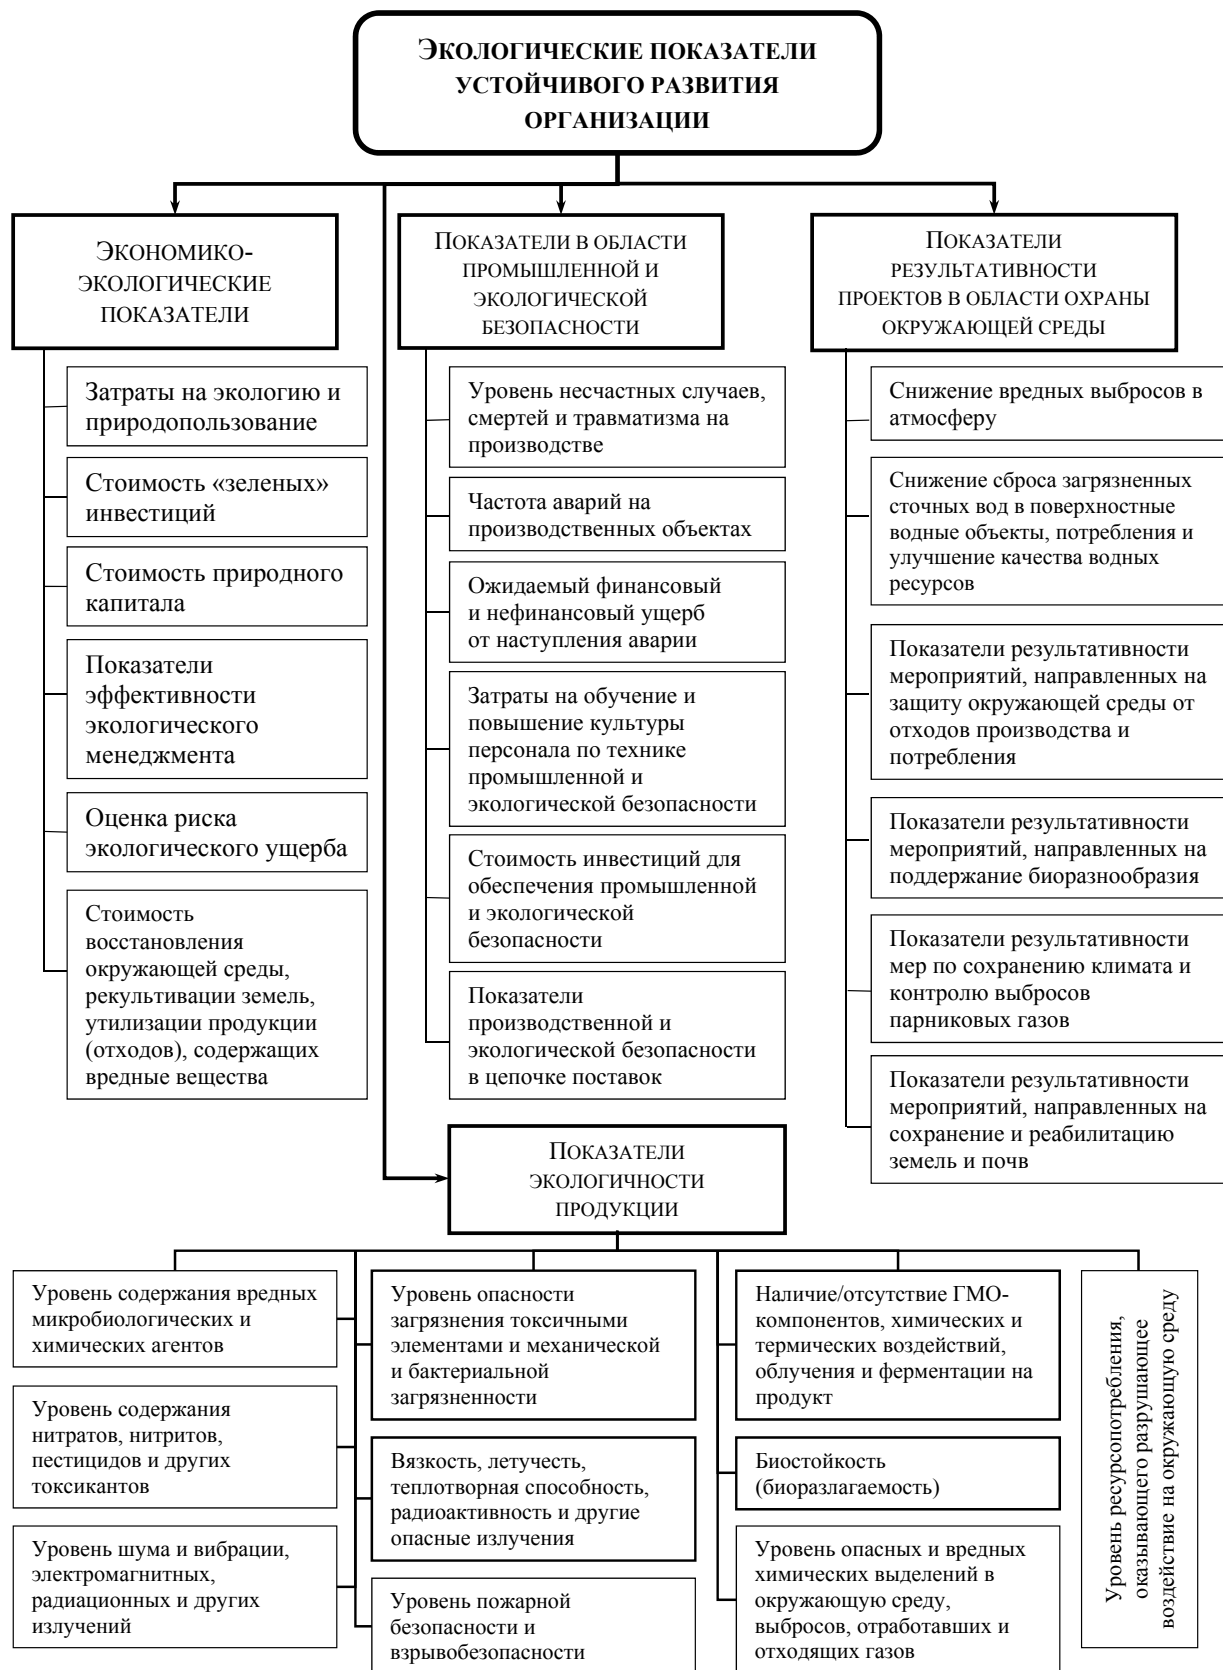 ЭКОЛОГИЧЕСКИЕ ПОКАЗАТЕЛИ
УСТОЙЧИВОГО РАЗВИТИЯ
ОРГАНИЗАЦИИ
ЭКОНОМИКО-
ЭКОЛОГИЧЕСКИЕ
ПОКАЗАТЕЛИ
Затраты на экологию и
природопользование
Стоимость «зеленых»
инвестиций
Стоимость природного
капитала
Показатели
эффективности
экологического
менеджмента
Оценка риска
экологического ущерба
Стоимость
восстановления
окружающей среды,
рекультивации земель,
утилизации продукции
(отходов), содержащих
вредные вещества
ПОКАЗАТЕЛИ В ОБЛАСТИ
ПРОМЫШЛЕННОЙ И
ЭКОЛОГИЧЕСКОЙ
БЕЗОПАСНОСТИ
Уровень несчастных случаев,
смертей и травматизма на
производстве
Частота аварий на
производственных объектах
Ожидаемый финансовый
и нефинансовый ущерб
от наступления аварии
Затраты на обучение и
повышение культуры
персонала по технике
промышленной и
экологической безопасности
Стоимость инвестиций для
обеспечения промышленной
и экологической
безопасности
Показатели
производственной и
экологической безопасности
в цепочке поставок
ПОКАЗАТЕЛИ
РЕЗУЛЬТАТИВНОСТИ
ПРОЕКТОВ В ОБЛАСТИ ОХРАНЫ
ОКРУЖАЮЩЕЙ СРЕДЫ
Снижение вредных выбросов в
атмосферу
Снижение сброса загрязненных
сточных вод в поверхностные
водные объекты, потребления и
улучшение качества водных
ресурсов
Показатели результативности
мероприятий, направленных на
защиту окружающей среды от
отходов производства и
потребления
Показатели результативности
мероприятий, направленных на
поддержание биоразнообразия
Показатели результативности
мер по сохранению климата и
контролю выбросов
парниковых газов
Показатели результативности
мероприятий, направленных на
сохранение и реабилитацию
земель и почв
ПОКАЗАТЕЛИ
ЭКОЛОГИЧНОСТИ
ПРОДУКЦИИ
Уровень содержания вредных
микробиологических и
химических агентов
Уровень содержания
нитратов, нитритов,
пестицидов и других
токсикантов
Уровень шума и вибрации,
электромагнитных,
радиационных и других
излучений
Уровень опасности
загрязнения токсичными
элементами и механической
и бактериальной
загрязненности
Вязкость, летучесть,
теплотворная способность,
радиоактивность и другие
опасные излучения
Уровень пожарной
безопасности и
взрывобезопасности
Наличие/отсутствие ГМО-
компонентов, химических и
термических воздействий,
облучения и ферментации на
продукт
Биостойкость
(биоразлагаемость)
Уровень опасных и вредных
химических выделений в
окружающую среду,
выбросов, отработавших и
отходящих газов
Уровень ресурсопотребления,
оказывающего разрушающее
воздействие на окружающую среду